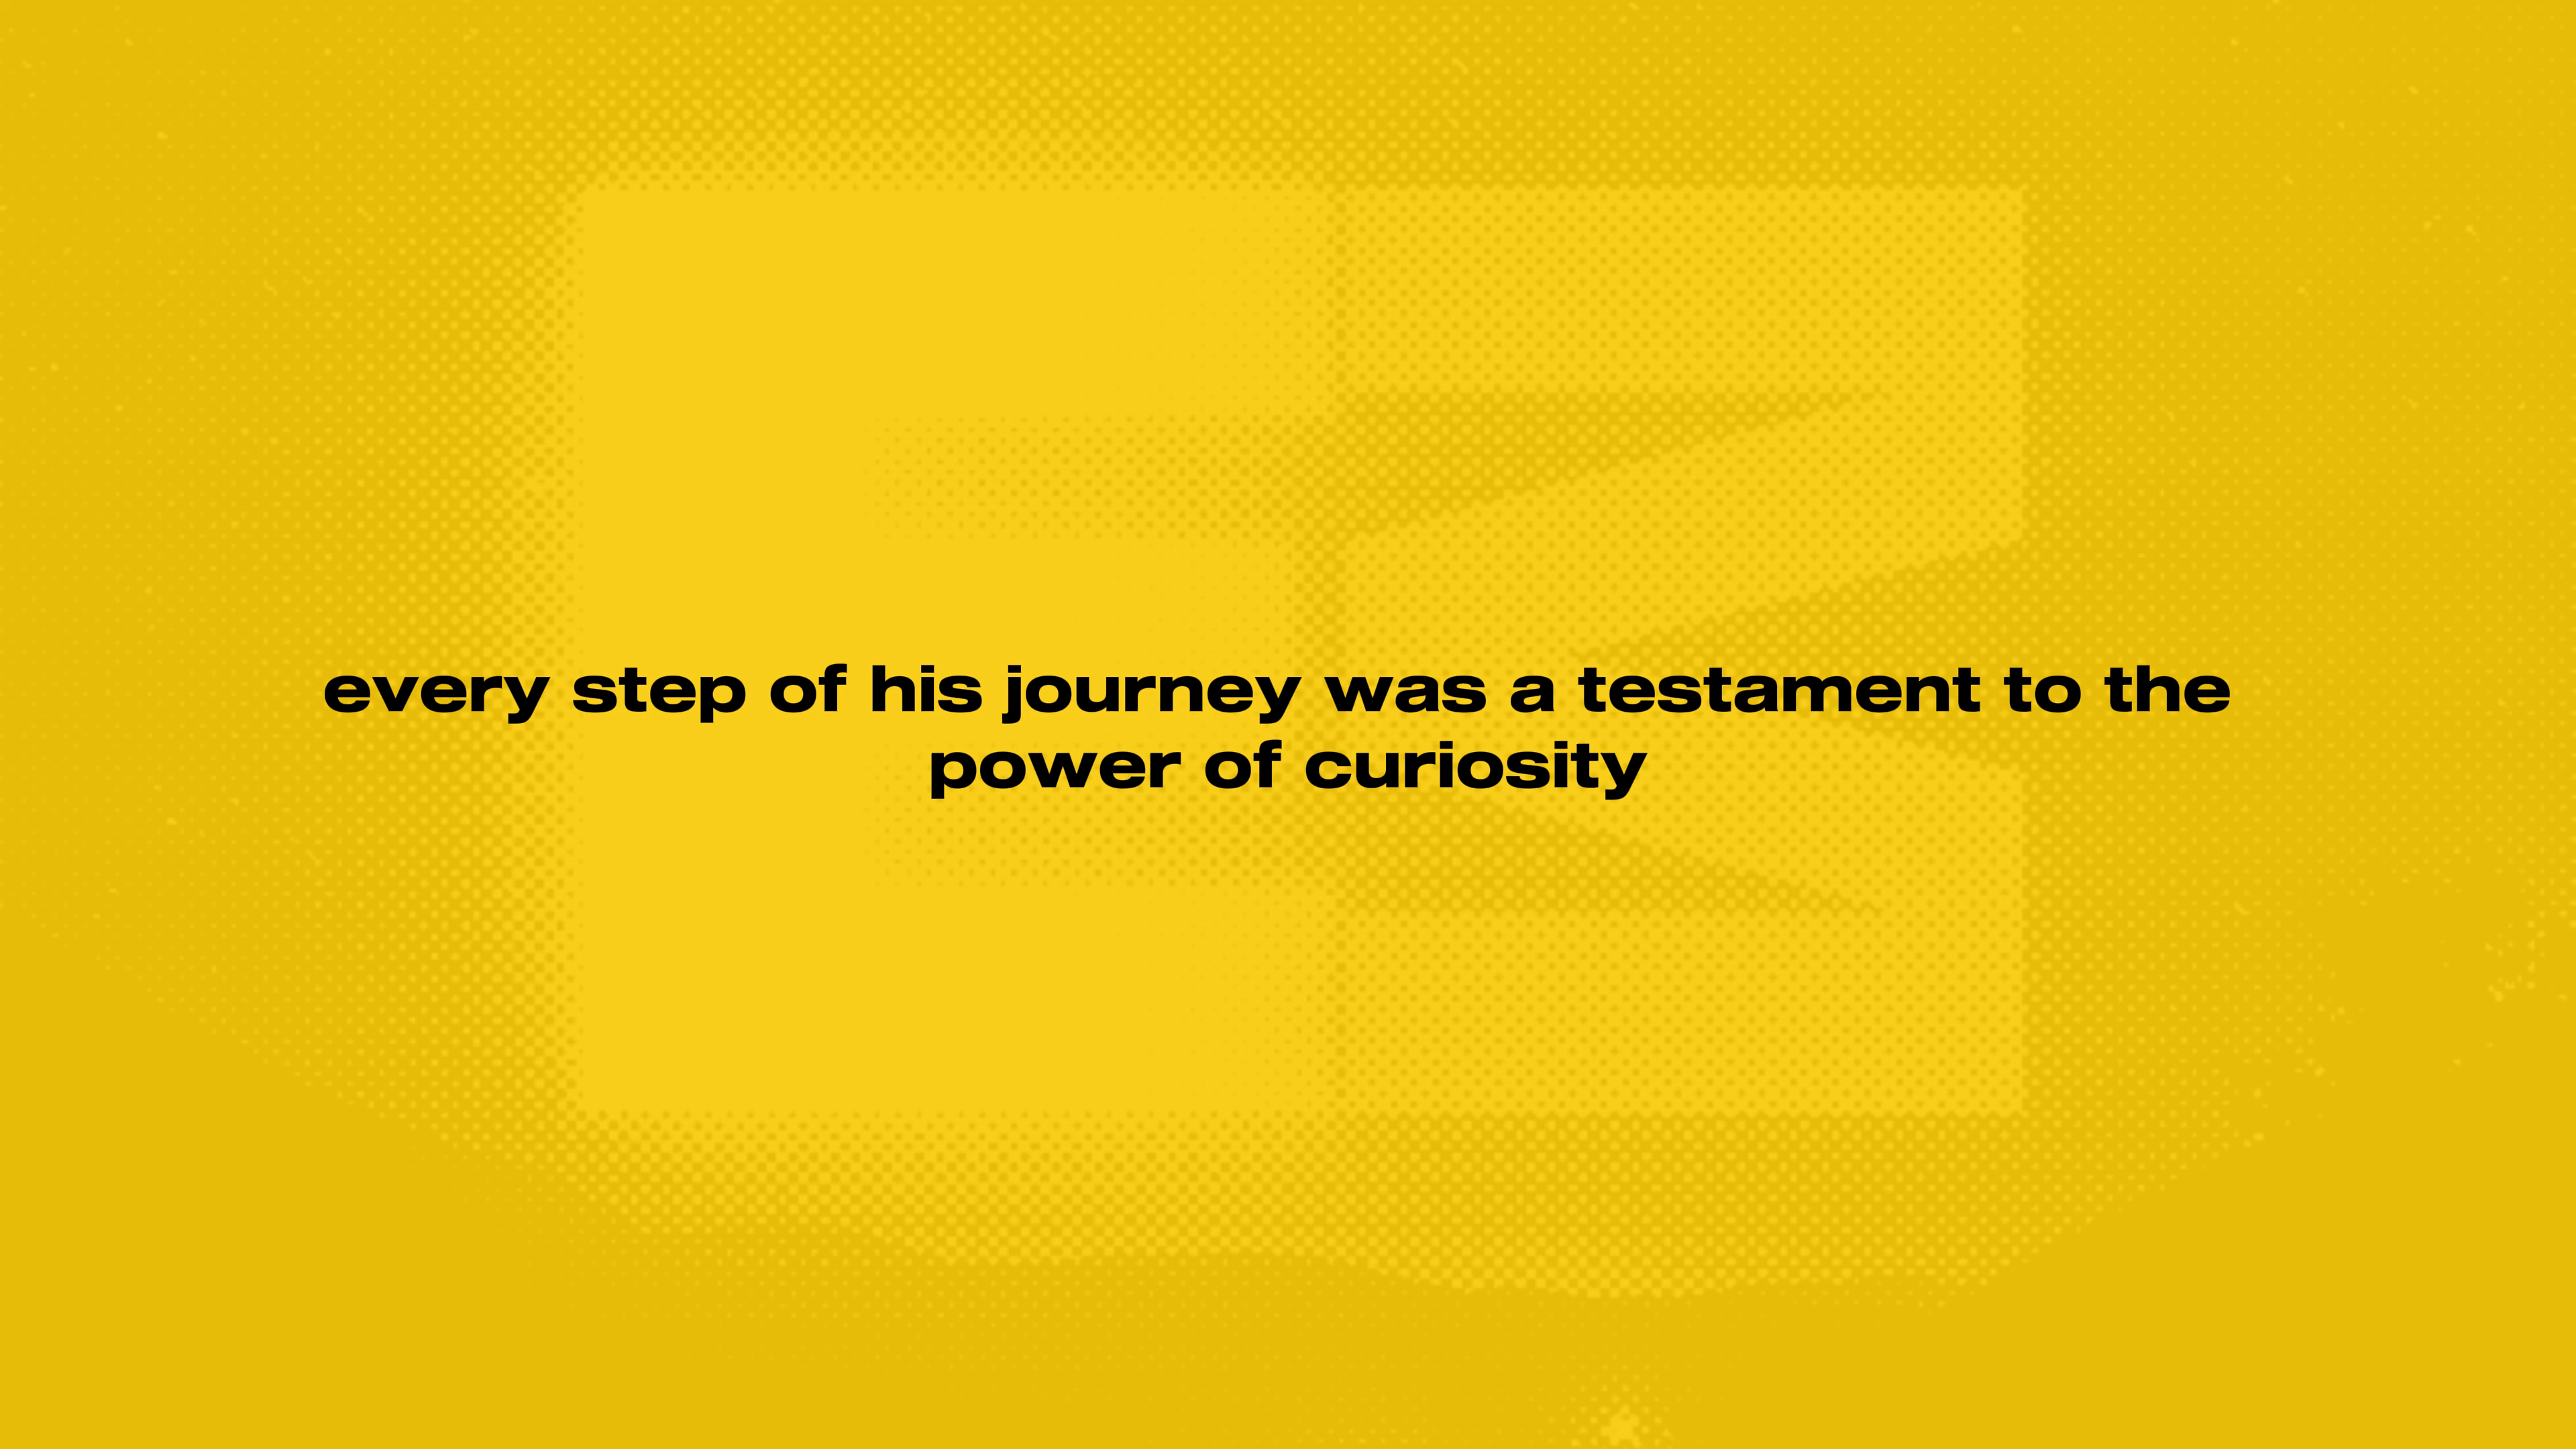 every step of his journey was a testament to the
power of curiosity